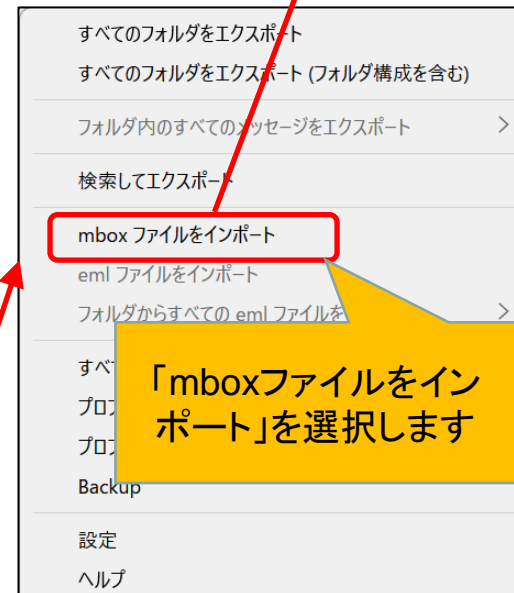 すべてのフォルダをエクスポート
すべてのフォルダをエクスポート (フォルダ構成を含む)
フォルダ内のすべてのメッセージをエクスポート
検索してエクスポート
mbox ファイルをインポート
eml ファイルをインポート
フォルダからすべての eml ファイルを
すべ
プロ
プロ
Backup
「mboxファイルをイン
ポート」を選択します
設定
ヘルプ